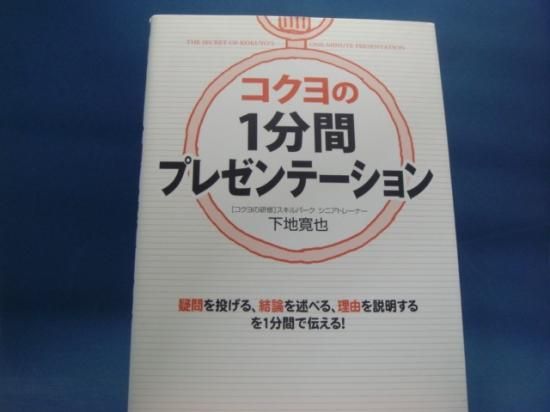 THE SECRET OF KOKUYO'S ONE-MINUTE PRESENTATION
コクヨの
1分間
プレゼンテーション
[コクヨの研修]スキルパーク シニアトレーナー
下地寛也
疑問を投げる、結論を述べる、理由を説明する
を1分間で伝える!